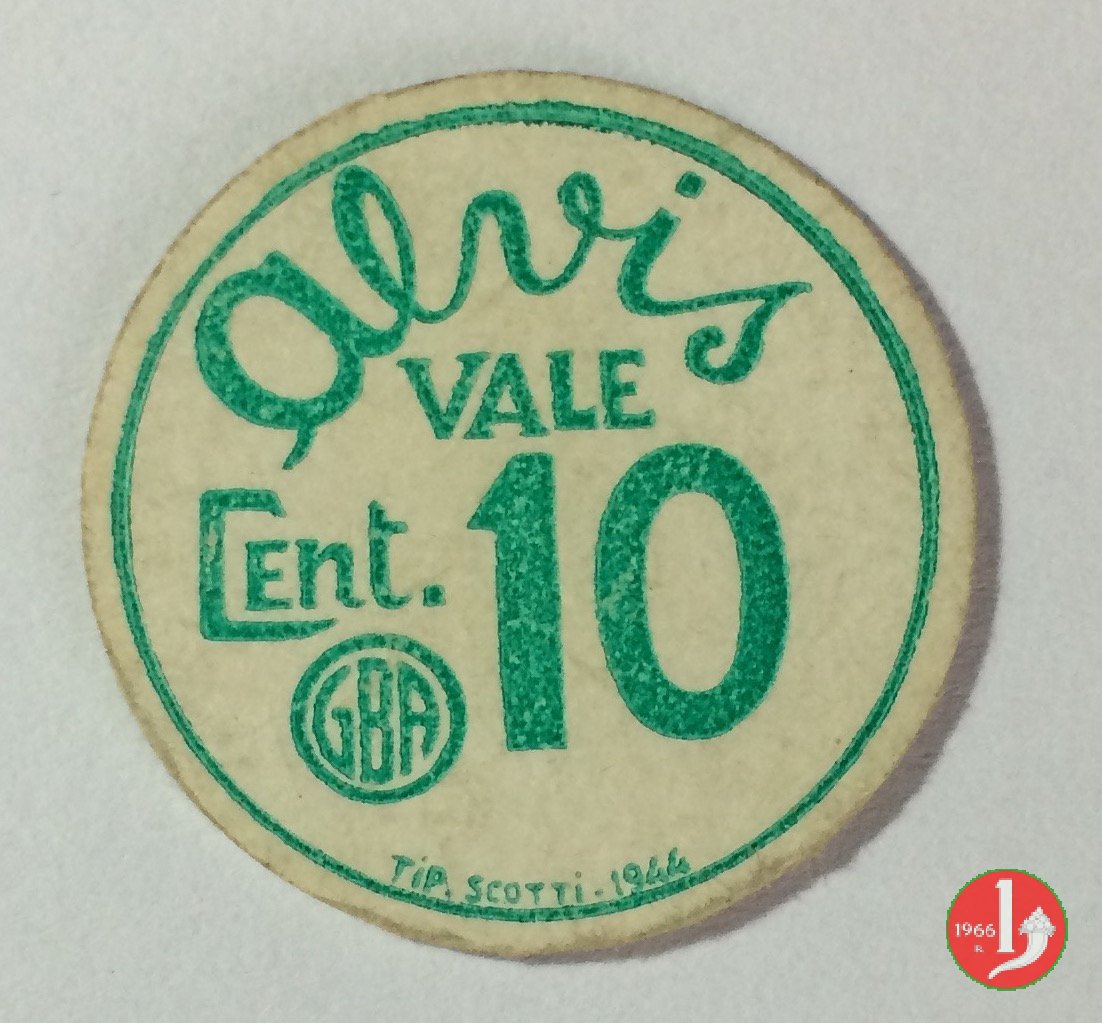 alvis
VALE
Cent. 10
GBA
TIP. SCOTTI - 1944
1966
R.